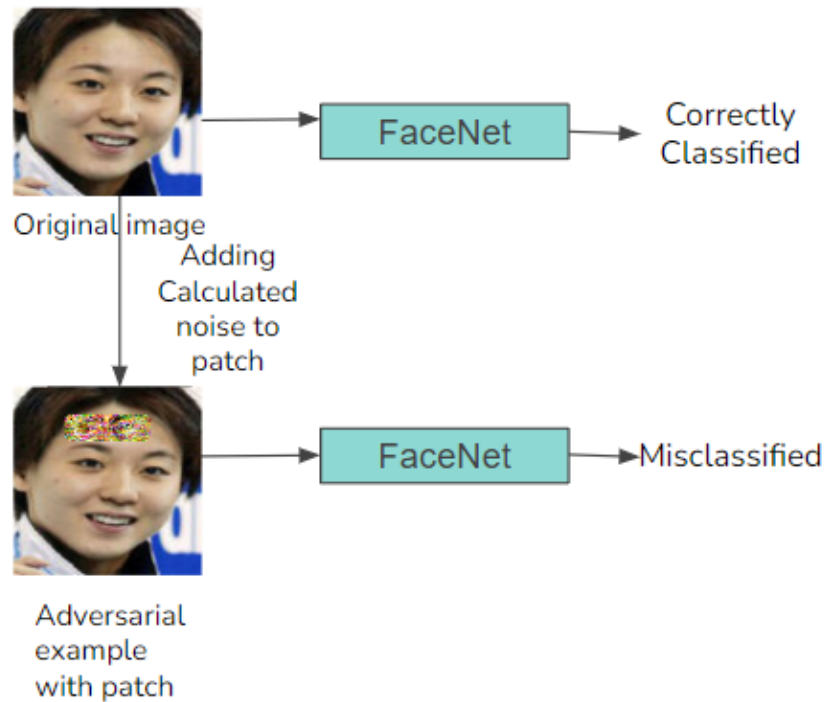 FaceNet
Correctly
Classified
Original image
Adding
Calculated
noise to
patch
FaceNet
Misclassified
Adversarial
example
with patch